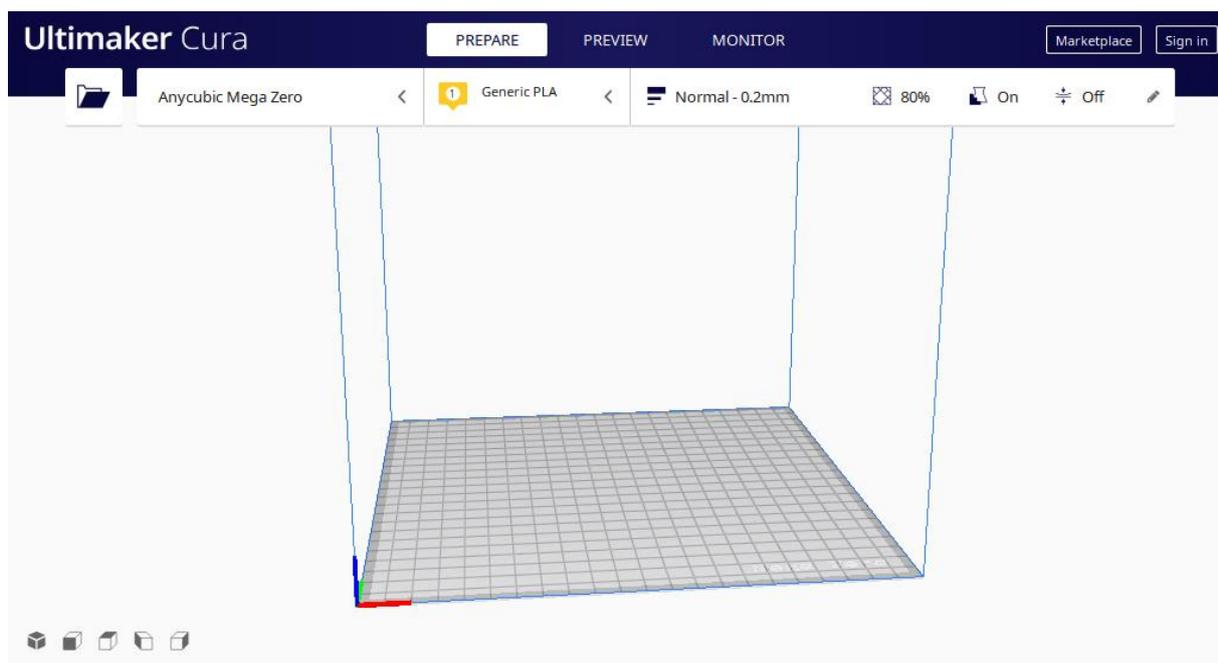 Ultimaker Cura
PREPARE PREVIEW MONITOR
Marketplace Sign in
Anycubic Mega Zero 1 Generic PLA Normal - 0.2mm 80% On Off